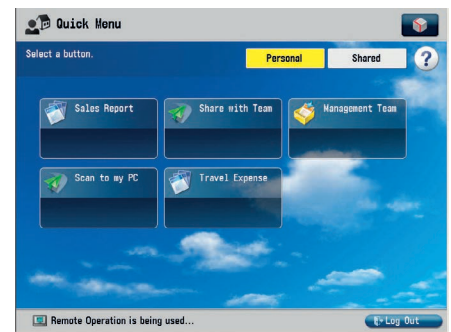 Quick Menu
Select a button.
Personal
Shared
?
Sales Report
Share with Team
Management Team
Scan to my PC
Travel Expense
Remote Operation is being used...
Log Out